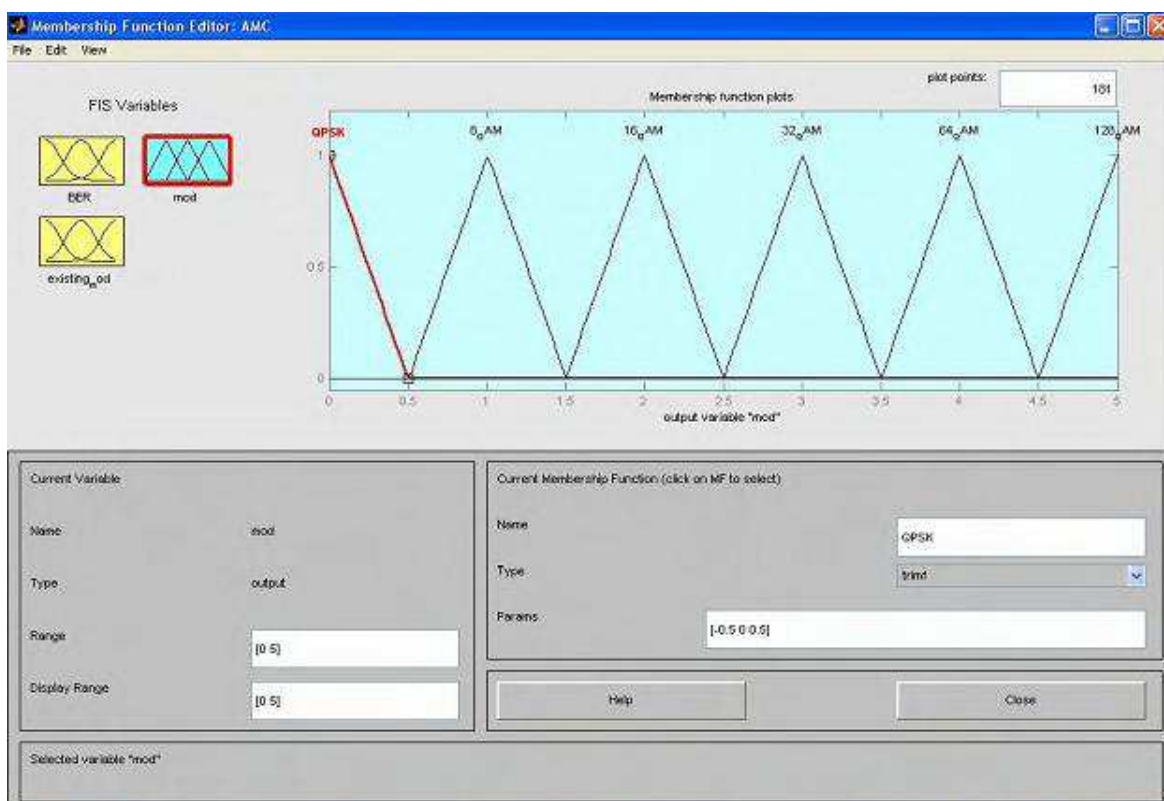 Membership Function Editor: AMC
File Edit View
FIS Variables
BER
mod
existing_mod
plot points:
181
Membership function plots
QPSK
8_QAM
16_QAM
32_QAM
64_QAM
128_QAM
1
0.5
0
0 0.5 1 1.5 2 2.5 3 3.5 4 4.5 5
output variable "mod"
Current Variable
Name mod
Type output
Range [0 5]
Display Range [0 5]
Current Membership Function (click on MF to select)
Name QPSK
Type trimf
Params [-0.5 0 0.5]
Help
Close
Selected variable "mod"